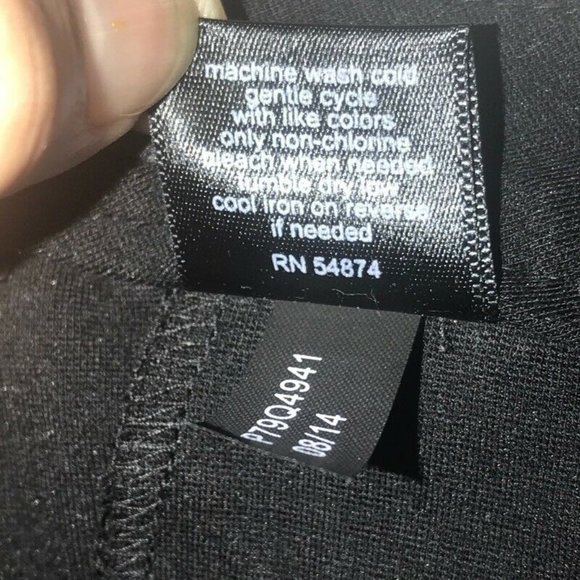 machine wash cold
gentle cycle
with like colors
only non-chlorine
bleach when needed
tumble dry low
cool iron on reverse
if needed
RN 54874
P79Q4941
08/14